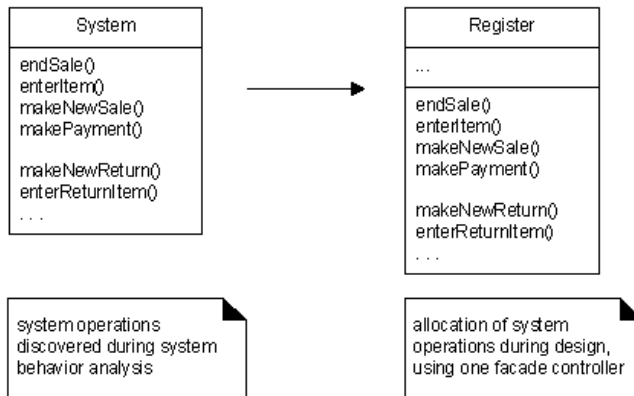 System
endSale()
enterItem()
makeNewSale()
makePayment()
makeNewReturn()
enterReturnItem()
. . .
Register
...
endSale()
enterItem()
makeNewSale()
makePayment()
makeNewReturn()
enterReturnItem()
. . .
system operations
discovered during system
behavior analysis
allocation of system
operations during design,
using one facade controller